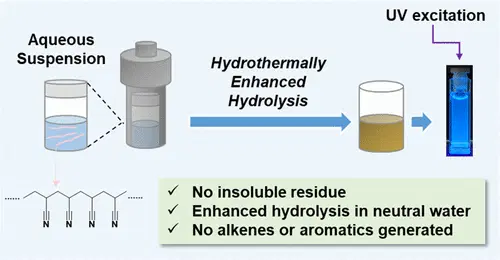 UV excitation
Aqueous
Suspension
Hydrothermally
Enhanced
Hydrolysis
N N N N
✓ No insoluble residue
✓ Enhanced hydrolysis in neutral water
✓ No alkenes or aromatics generated